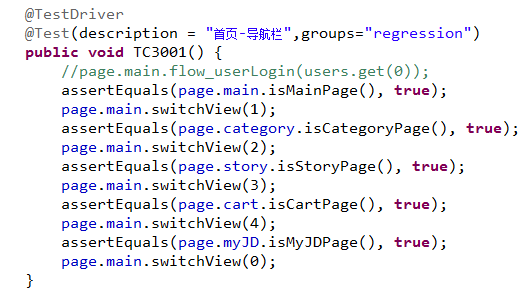 @TestDriver
@Test(description = "首页-导航栏",groups="regression")
public void TC3001() {
//page.main.flow_userLogin(users.get(0));
assertEquals(page.main.isMainPage(), true);
page.main.switchView(1);
assertEquals(page.category.isCategoryPage(), true);
page.main.switchView(2);
assertEquals(page.story.isStoryPage(), true);
page.main.switchView(3);
assertEquals(page.cart.isCartPage(), true);
page.main.switchView(4);
assertEquals(page.myJD.isMyJDPage(), true);
page.main.switchView(0);
}